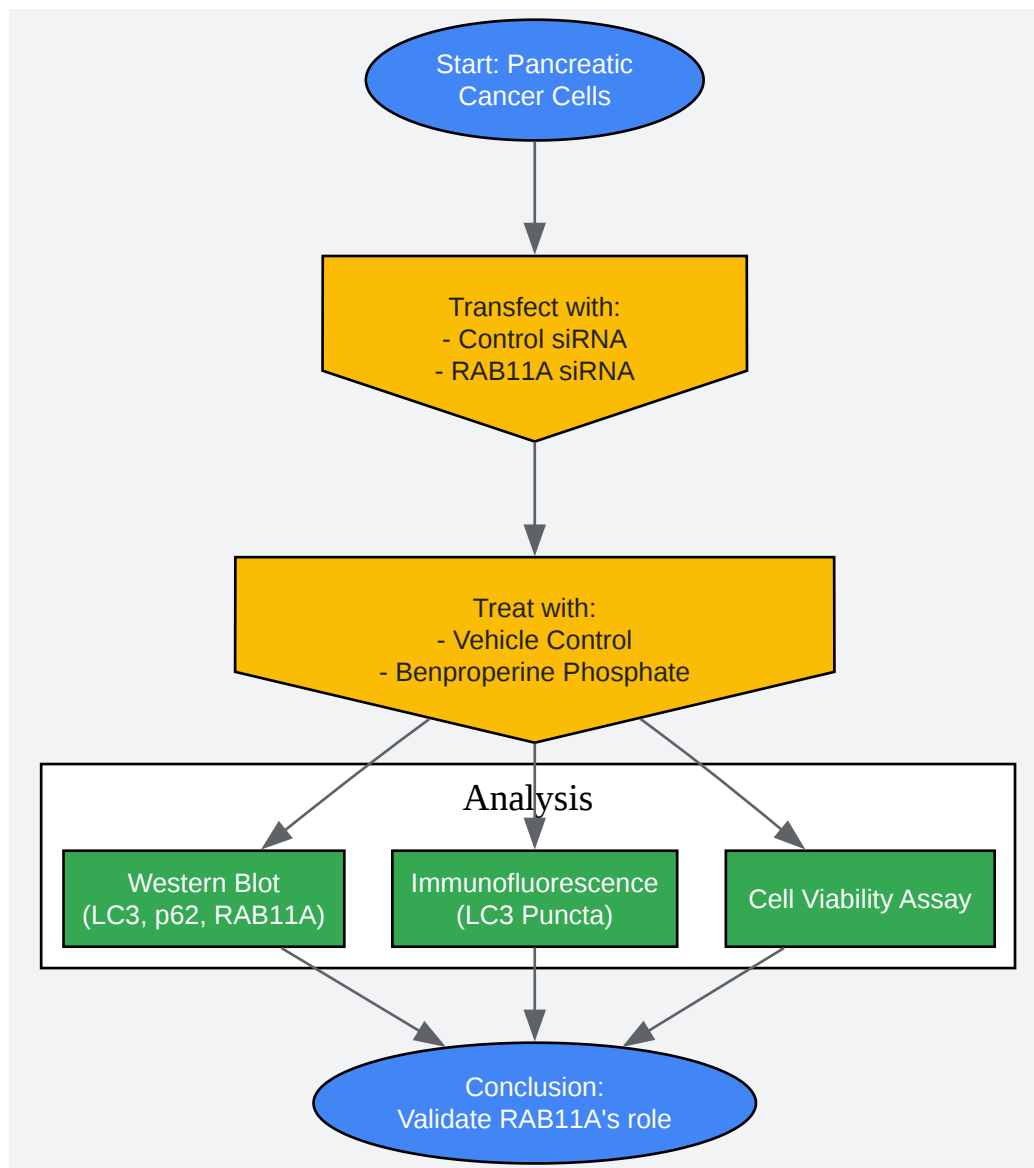 Start: Pancreatic
Cancer Cells
Transfect with:
- Control siRNA
- RAB11A siRNA
Treat with:
- Vehicle Control
- Benproperine Phosphate
Analysis
Western Blot
(LC3, p62, RAB11A)
Immunofluorescence
(LC3 Puncta)
Cell Viability Assay
Conclusion:
Validate RAB11A's role